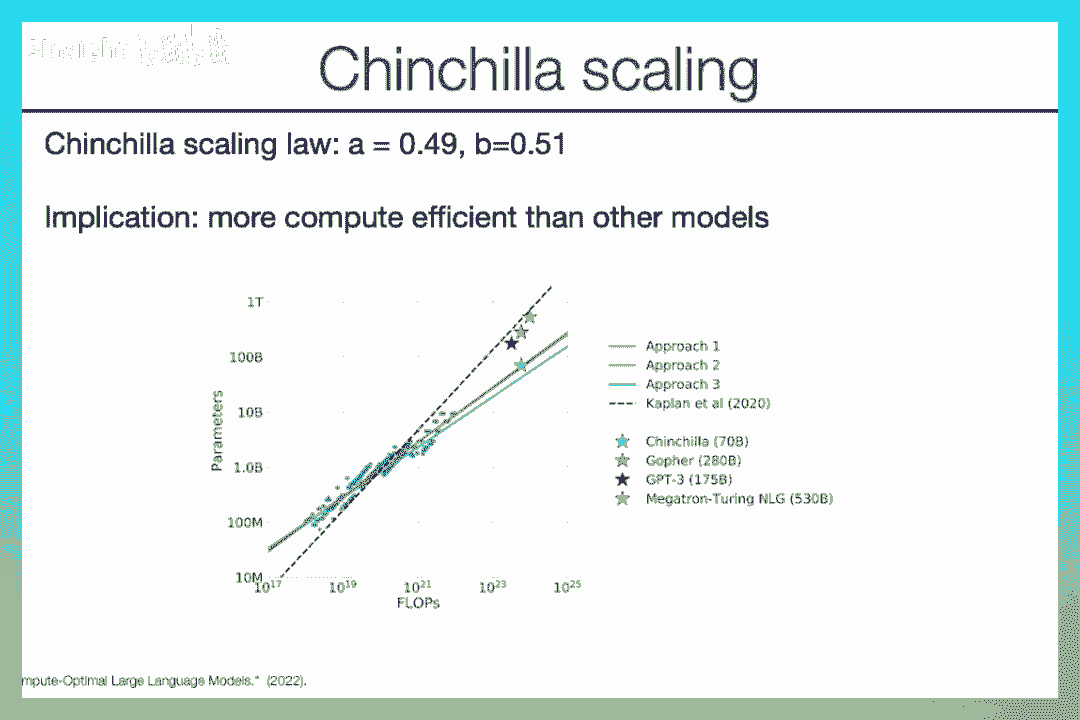 Chinchilla scaling
Chinchilla scaling law: a = 0.49, b=0.51
Implication: more compute efficient than other models
1T
100B
10B
1.0B
100M
10M
Parameters
10^17
10^19
10^21
10^23
10^25
FLOPs
Approach 1
Approach 2
Approach 3
Kaplan et al (2020)
Chinchilla (70B)
Gopher (280B)
GPT-3 (175B)
Megatron-Turing NLG (530B)
mpute-Optimal Large Language Models." (2022).